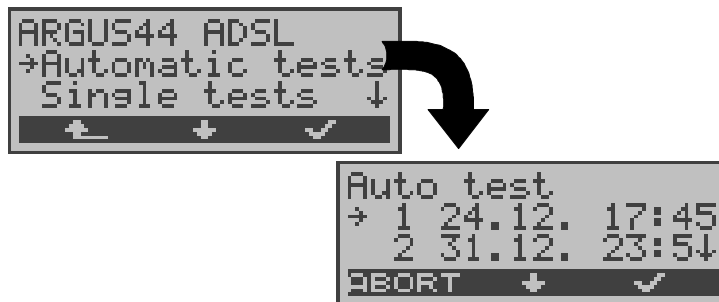 ARGUS44 ADSL
→Automatic tests
Single tests ↓
Auto test
→ 1 24.12. 17:45
2 31.12. 23:5↓
ABORT